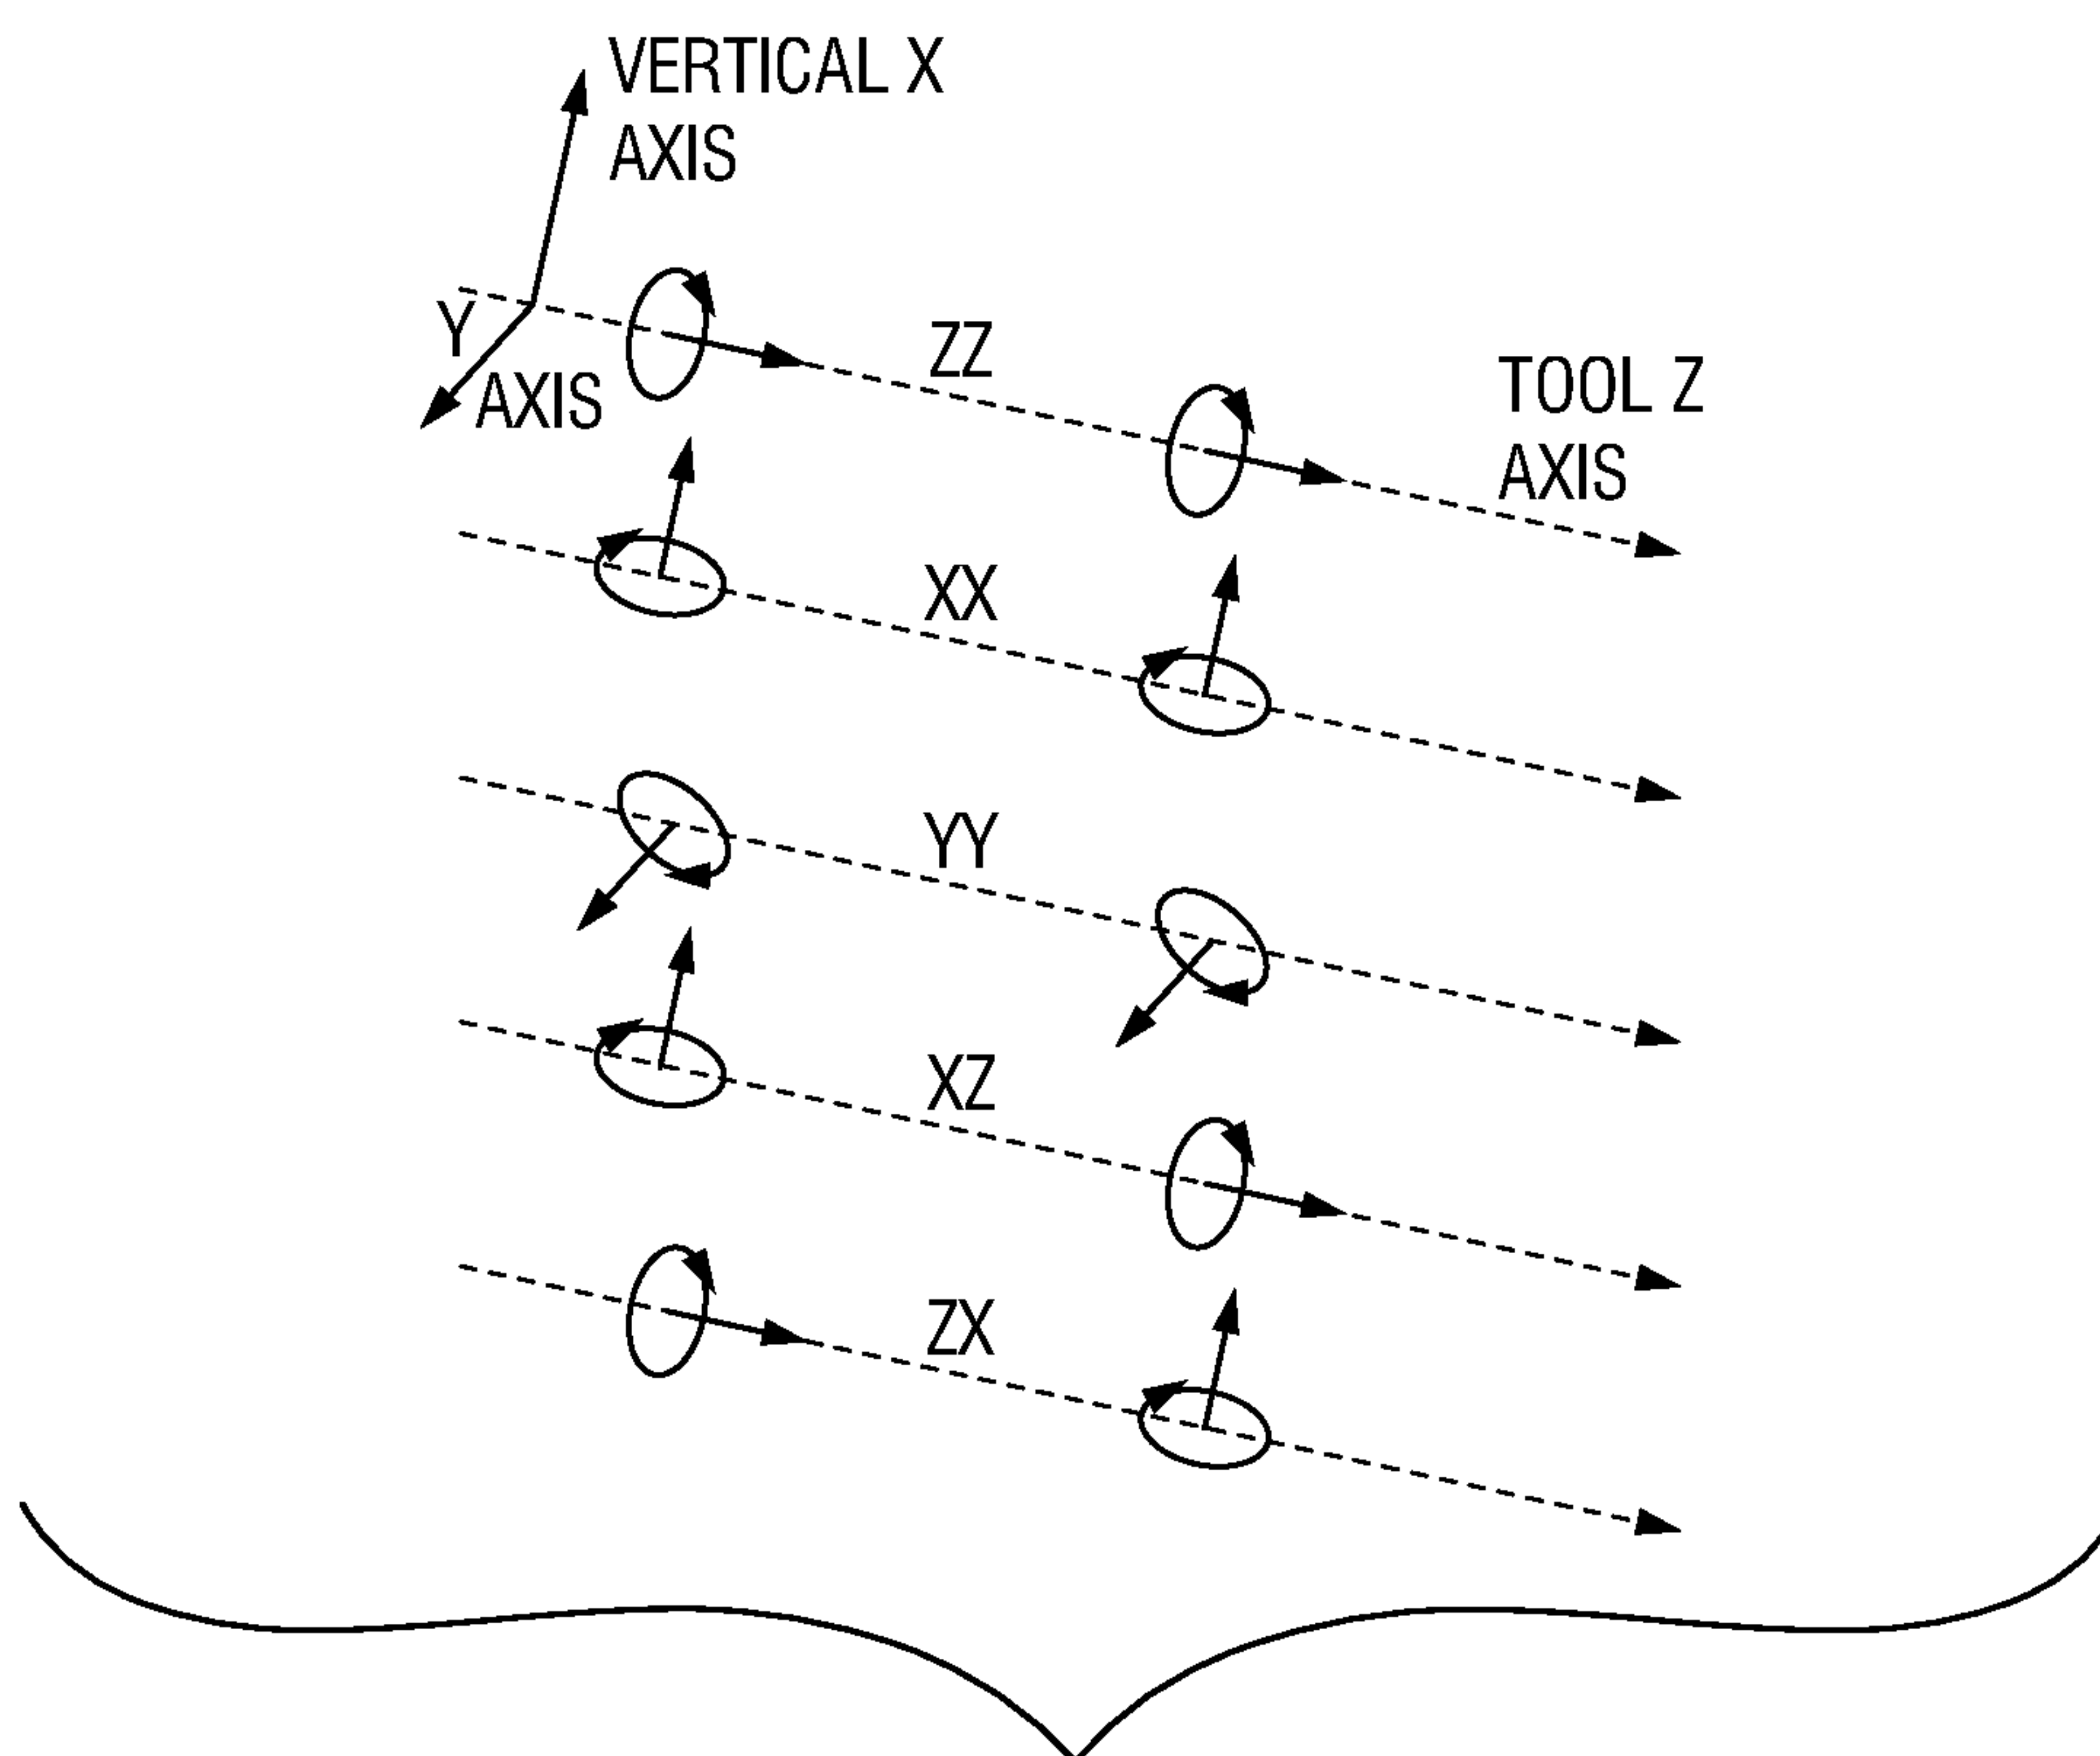 VERTICAL X
AXIS
Y
AXIS
ZZ
TOOL Z
AXIS
XX
YY
XZ
ZX